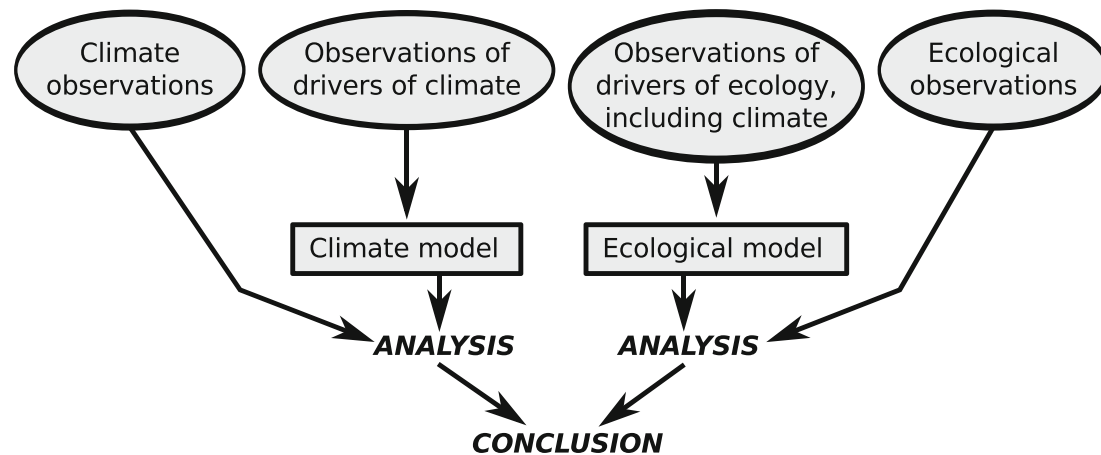 Climate
observations
Observations of
drivers of climate
Observations of
drivers of ecology,
including climate
Ecological
observations
Climate model
Ecological model
ANALYSIS
ANALYSIS
CONCLUSION